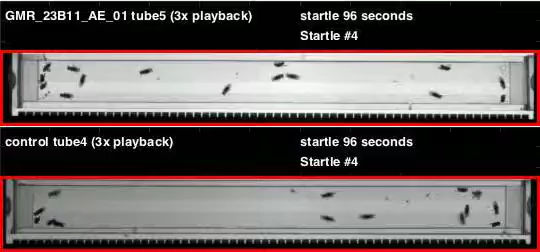 GMR_23B11_AE_01 tube5 (3x playback) startle 96 seconds
Startle #4
control tube4 (3x playback) startle 96 seconds
Startle #4